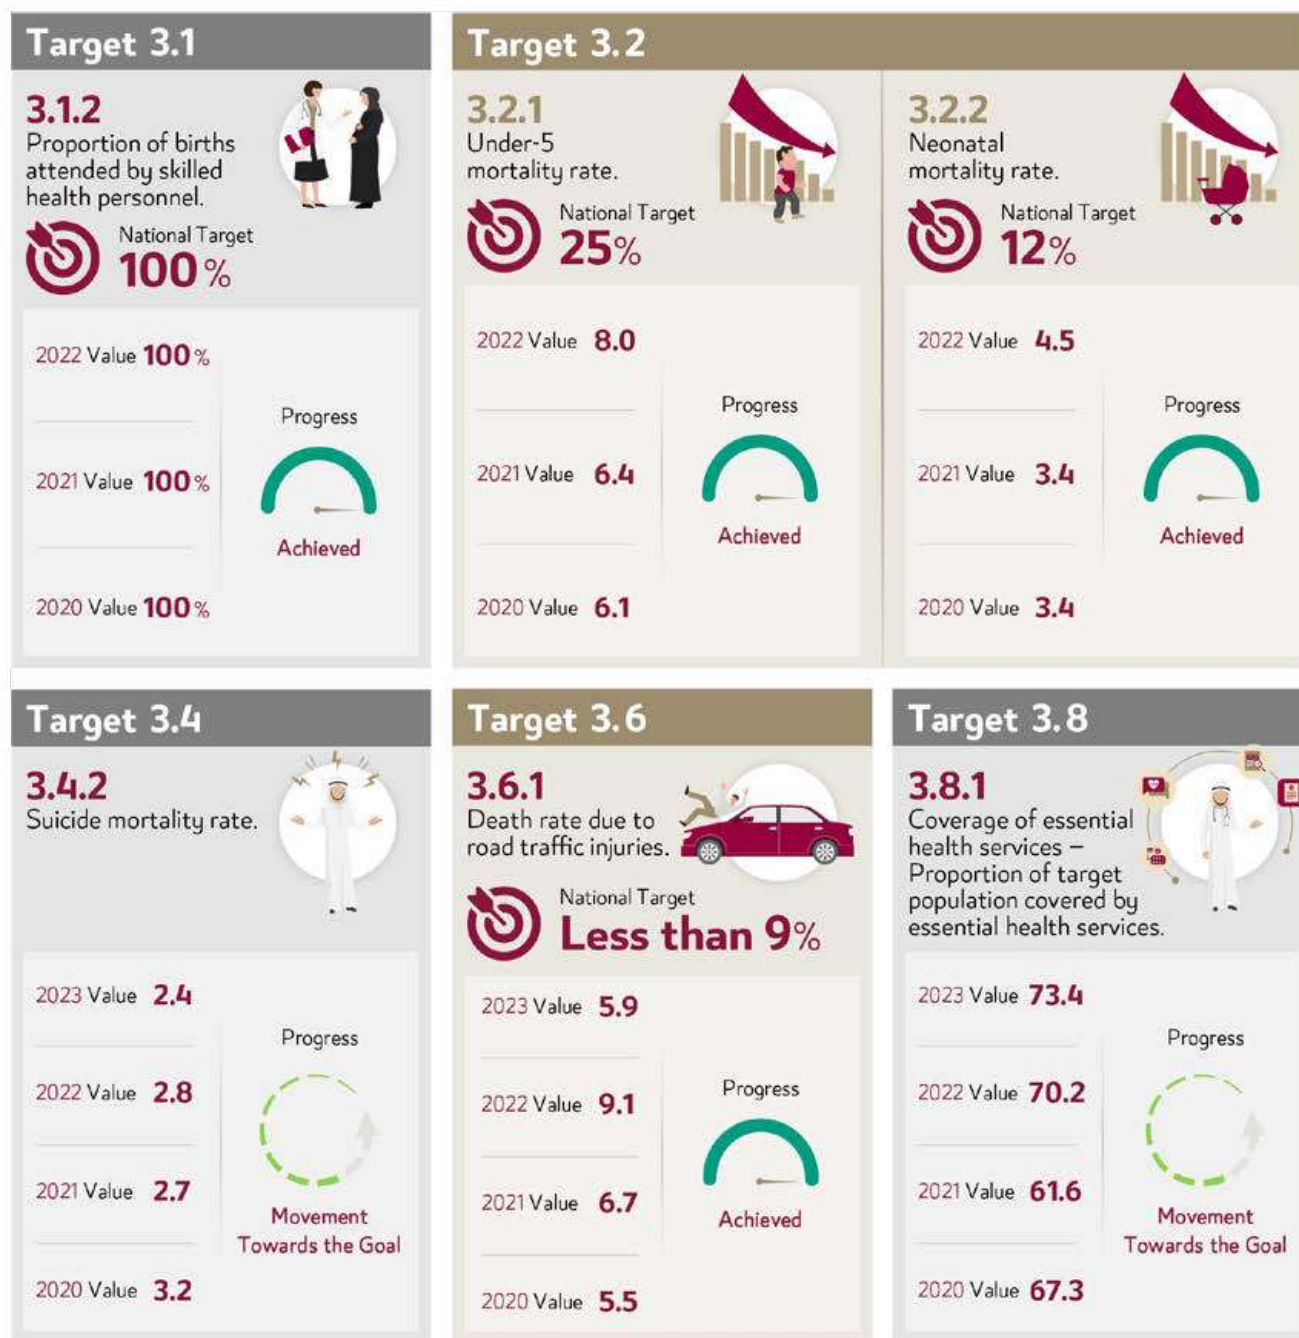 Target 3.1
3.1.2
Proportion of births
attended by skilled
health personnel.
National Target
100%
2022 Value 100%
2021 Value 100%
2020 Value 100%
Progress
Achieved
Target 3.2
3.2.1
Under-5
mortality rate.
National Target
25%
2022 Value 8.0
2021 Value 6.4
2020 Value 6.1
Progress
Achieved
3.2.2
Neonatal
mortality rate.
National Target
12%
2022 Value 4.5
2021 Value 3.4
2020 Value 3.4
Progress
Achieved
Target 3.4
3.4.2
Suicide mortality rate.
2023 Value 2.4
2022 Value 2.8
2021 Value 2.7
2020 Value 3.2
Progress
Movement
Towards the Goal
Target 3.6
3.6.1
Death rate due to
road traffic injuries.
National Target
Less than 9%
2023 Value 5.9
2022 Value 9.1
2021 Value 6.7
2020 Value 5.5
Progress
Achieved
Target 3.8
3.8.1
Coverage of essential
health services –
Proportion of target
population covered by
essential health services.
2023 Value 73.4
2022 Value 70.2
2021 Value 61.6
2020 Value 67.3
Progress
Movement
Towards the Goal